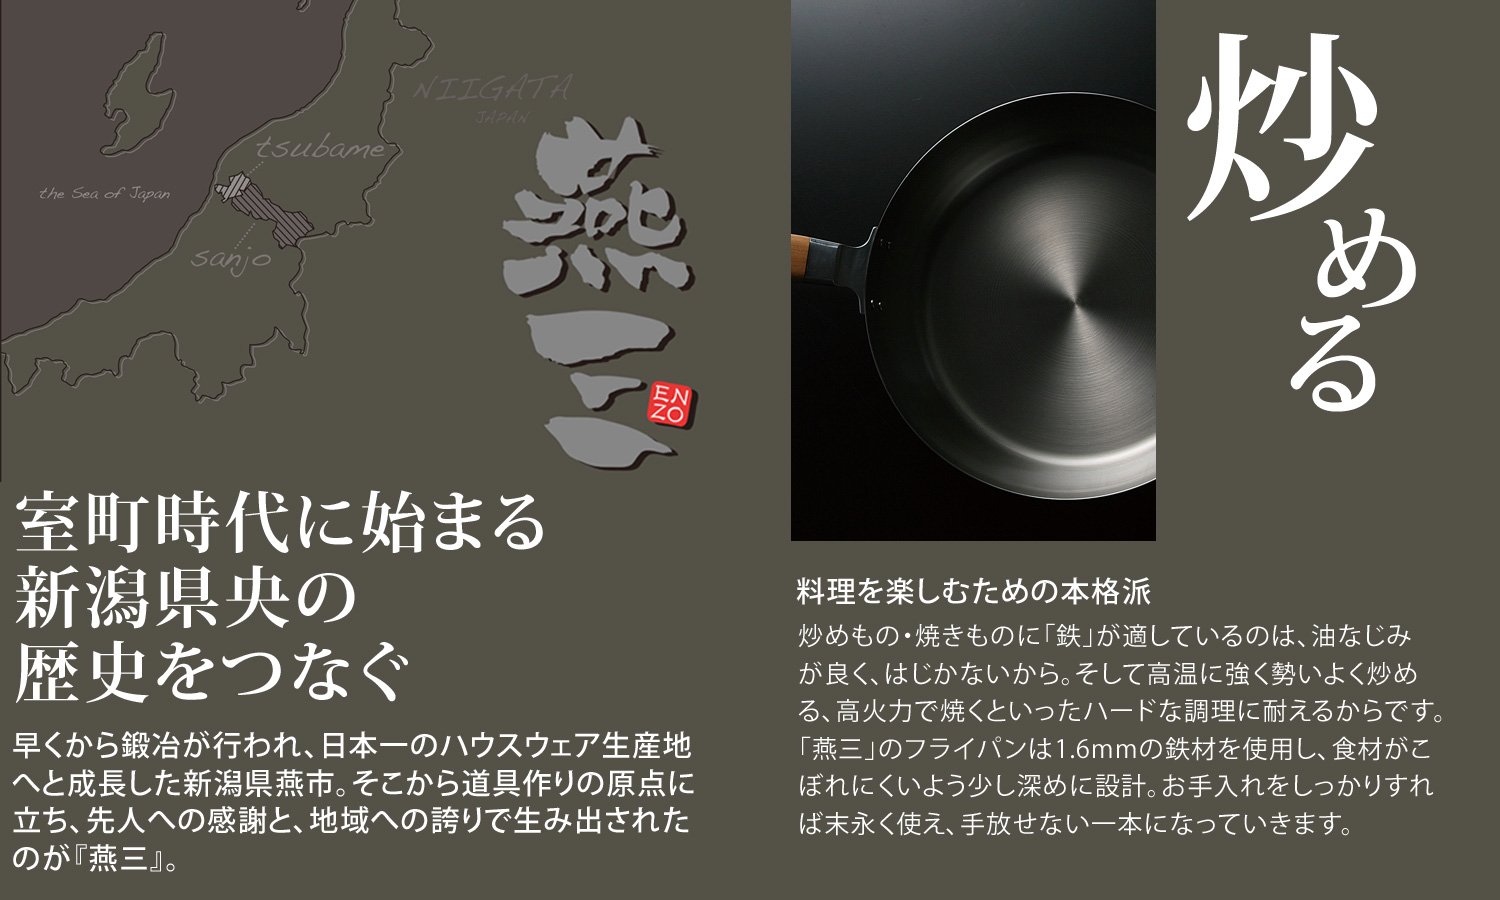 NIIGATA
JAPAN
tsubame
the Sea of Japan
sanjo
燕三
EN
ZO
室町時代に始まる
新潟県央の
歴史をつなぐ
早くから鍛冶が行われ、日本一のハウスウェア生産地
へと成長した新潟県燕市。そこから道具作りの原点に
立ち、先人への感謝と、地域への誇りで生み出された
のが『燕三』。
炒める
料理を楽しむための本格派
炒めもの・焼きものに「鉄」が適しているのは、油なじみ
が良く、はじかないから。そして高温に強く勢いよく炒め
る、高火力で焼くといったハードな調理に耐えるからです。
「燕三」のフライパンは1.6mmの鉄材を使用し、食材がこ
ぼれにくいよう少し深めに設計。お手入れをしっかりすれ
ば末永く使え、手放せない一本になっていきます。